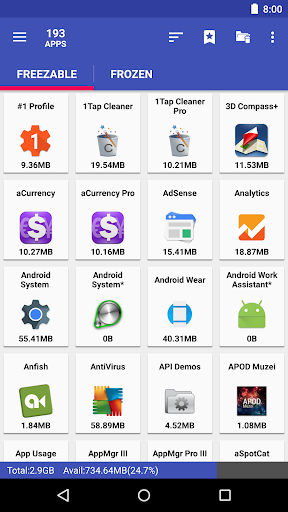 8:00
193
APPS
FREEZABLE
FROZEN
#1 Profile
1Tap Cleaner
1Tap Cleaner
Pro
3D Compass+
1
C
C
9.36MB
19.54MB
10.21MB
11.53MB
aCurrency
aCurrency Pro
AdSense
Analytics
$
$
10.27MB
10.16MB
15.41MB
18.87MB
Android
System
Android
System*
Android Wear
Android Work
Assistant*
55.41MB
0B
40.31MB
0B
Anfish
AntiVirus
API Demos
APOD Muzei
APOD
Muzei
1.84MB
58.89MB
4.52MB
1.08MB
App Usage
AppMgr III
AppMgr Pro III
aSpotCat
Total:2.9GB Avail:734.64MB(24.7%)